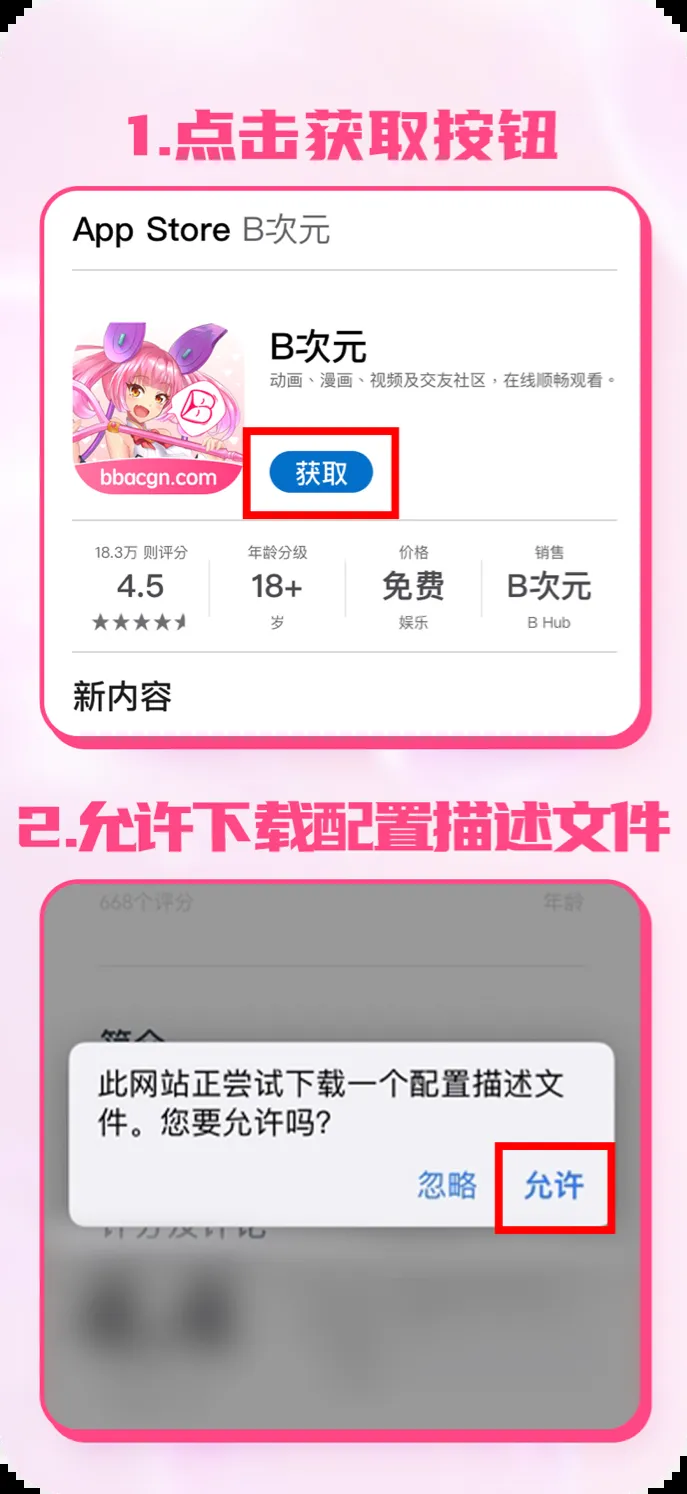 1.点击获取按钮
App Store B次元
B次元
动画、漫画、视频及交友社区，在线顺畅观看。
B
bbacgn.com
获取
18.3万 则评分
年龄分级
价格
销售
4.5
18+
免费
B次元
★★★★
岁
娱乐
B Hub
新内容
2.允许下载配置描述文件
668个评分
年龄
简介
此网站正尝试下载一个配置描述文
件。您要允许吗?
忽略
允许
评分及评论